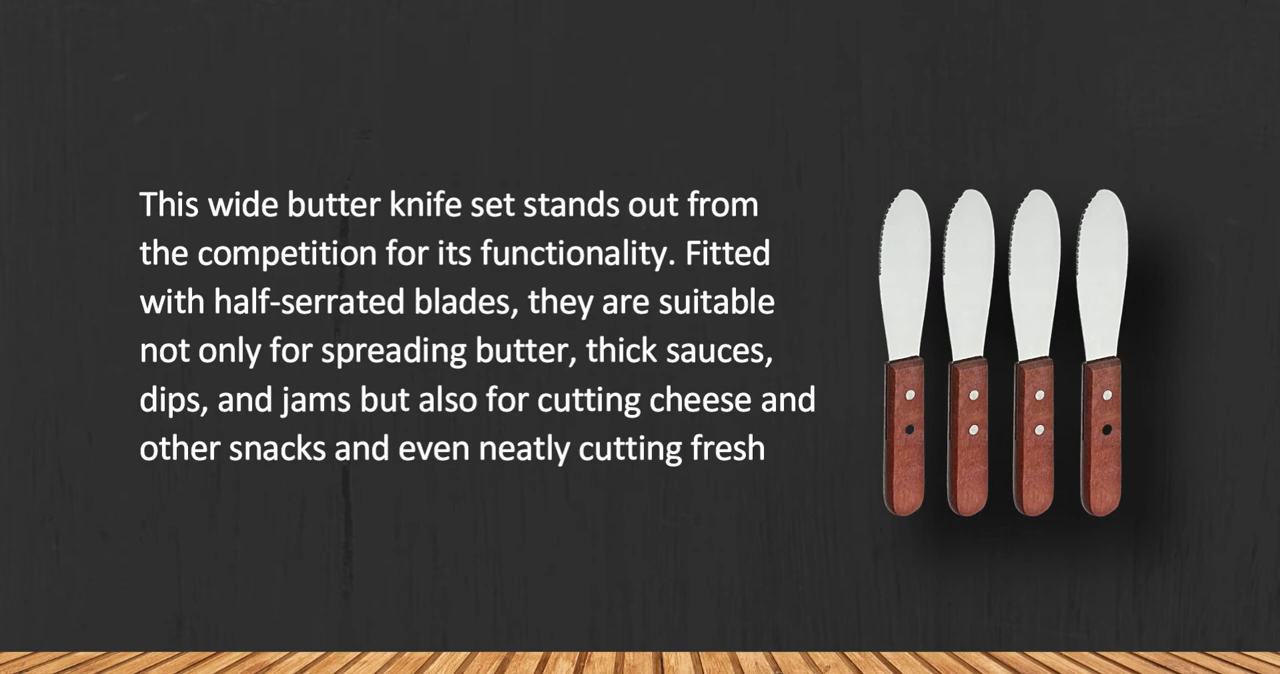 This wide butter knife set stands out from
the competition for its functionality. Fitted
with half-serrated blades, they are suitable
not only for spreading butter, thick sauces,
dips, and jams but also for cutting cheese and
other snacks and even neatly cutting fresh